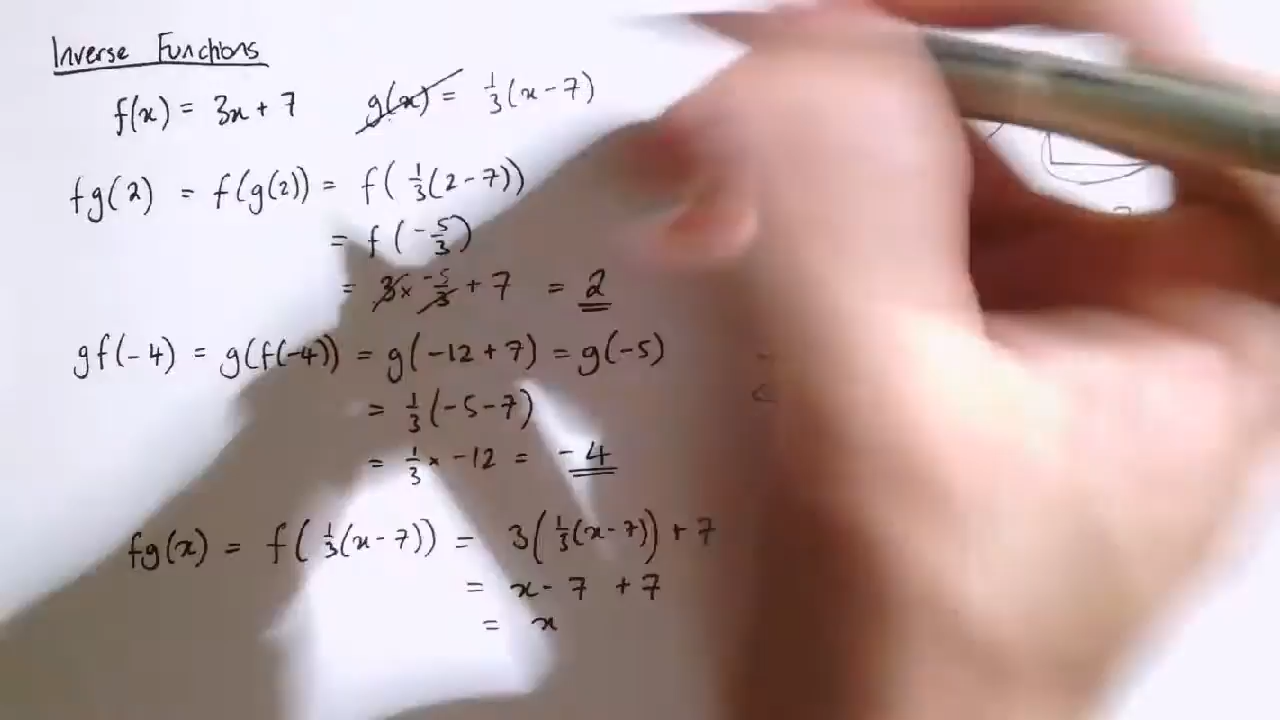 Inverse Functions
f(x) = 3x + 7 g(x) = 1/3(x - 7)
fg(2) = f(g(2)) = f(1/3(2 - 7))
= f(-5/3)
= 3 × -5/3 + 7 = 2
gf(-4) = g(f(-4)) = g(-12 + 7) = g(-5)
= 1/3(-5 - 7)
= 1/3 × -12 = -4
fg(x) = f(1/3(x - 7)) = 3(1/3(x - 7)) + 7
= x - 7 + 7
= x